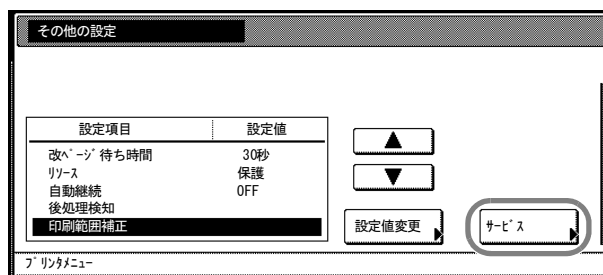 その他の設定
設定項目 設定値
改ページ待ち時間 30秒
リソース 保護
自動継続 OFF
後処理検知
印刷範囲補正
▲
▼
設定値変更 サービス
プリンタメニュー